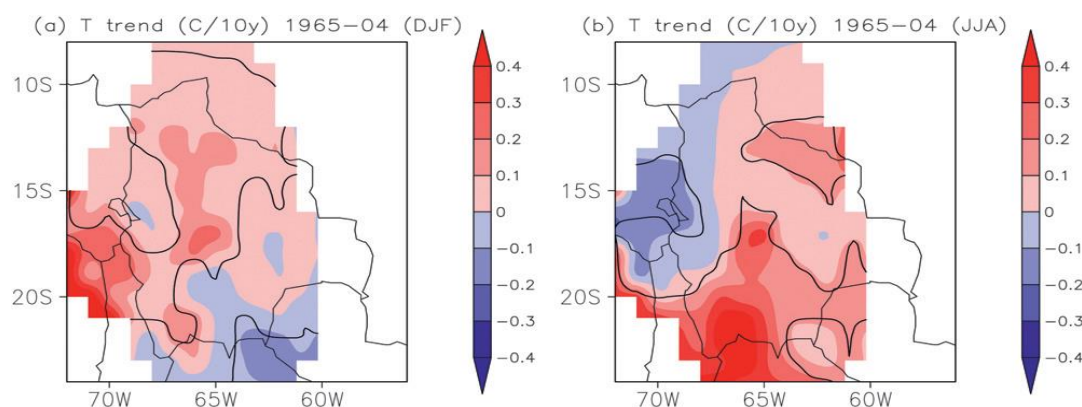 (a) T trend (C/10y) 1965-04 (DJF)
10S
15S
20S
70W 65W 60W
0.4
0.3
0.2
0.1
0
-0.1
-0.2
-0.3
-0.4
(b) T trend (C/10y) 1965-04 (JJA)
10S
15S
20S
70W 65W 60W
0.4
0.3
0.2
0.1
0
-0.1
-0.2
-0.3
-0.4